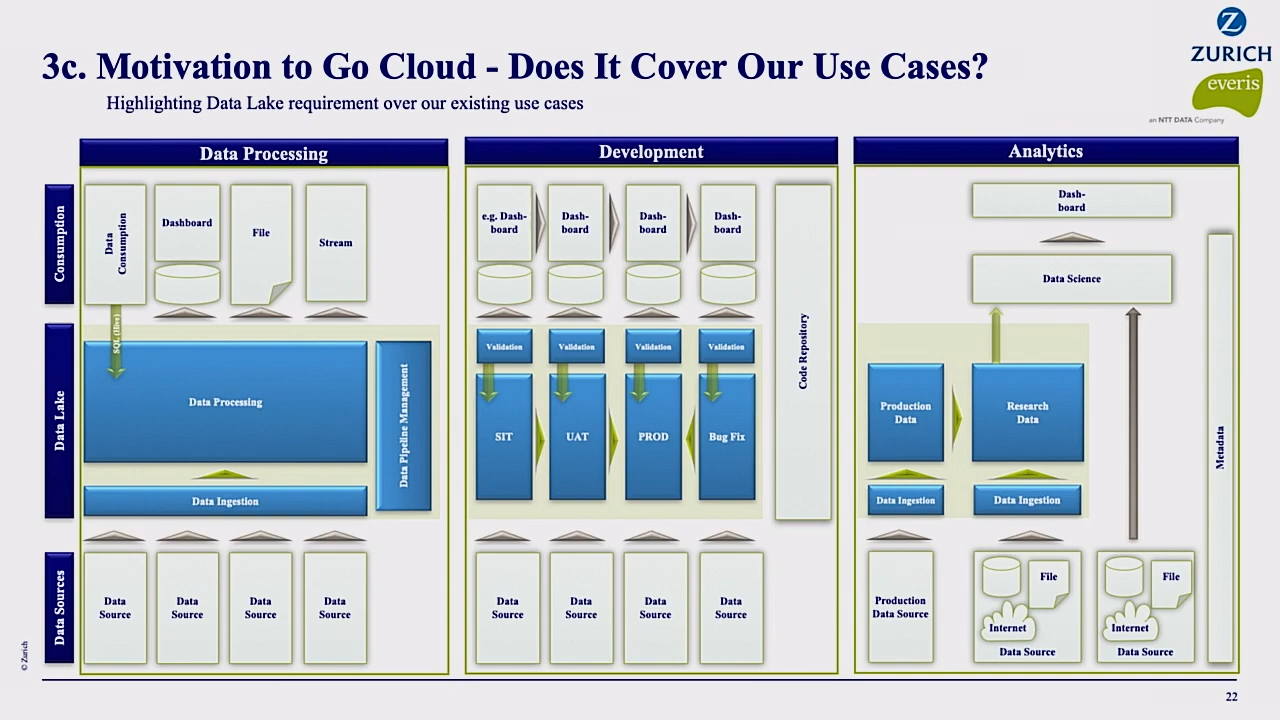 Z
ZURICH
everis
an NTT DATA Company
3c. Motivation to Go Cloud - Does It Cover Our Use Cases?
Highlighting Data Lake requirement over our existing use cases
Data Processing
Development
Analytics
Consumption
Data Lake
Data Sources
Data
Consumption
Dashboard
File
Stream
SQL (Hive)
Data Processing
Data Pipeline Management
Data Ingestion
Data
Source
Data
Source
Data
Source
Data
Source
e.g. Dash-
board
Dash-
board
Dash-
board
Dash-
board
Validation
Validation
Validation
Validation
SIT
UAT
PROD
Bug Fix
Code Repository
Data
Source
Data
Source
Data
Source
Data
Source
Dash-
board
Data Science
Production
Data
Research
Data
Data Ingestion
Data Ingestion
Metadata
Production
Data Source
File
Internet
Data Source
File
Internet
Data Source
© Zurich
22